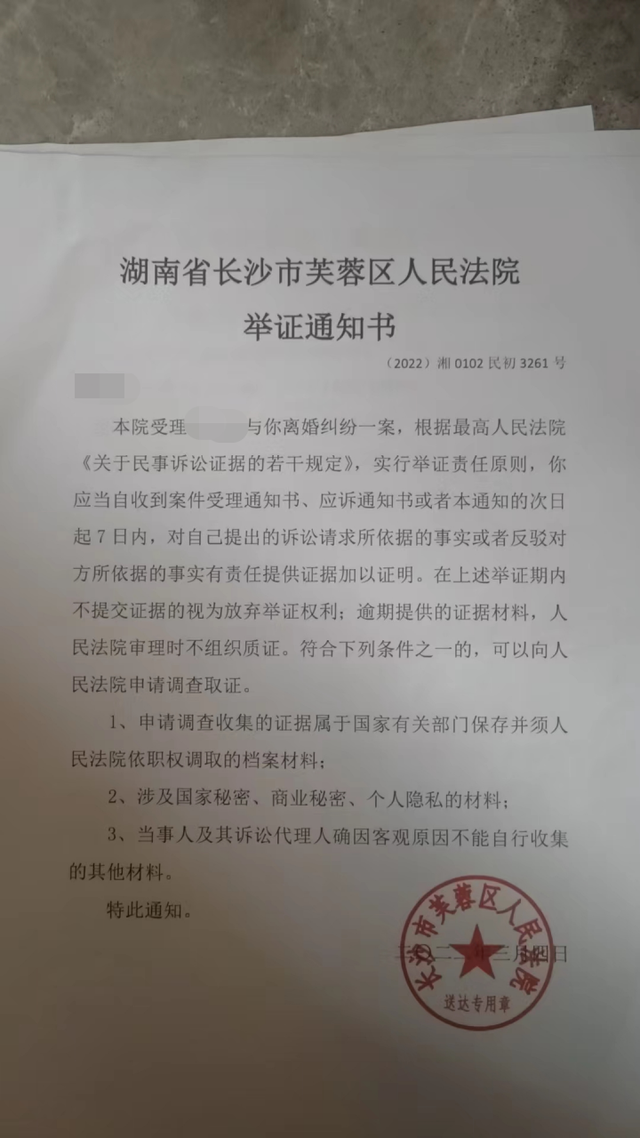 湖南省长沙市芙蓉区人民法院
举证通知书
（2022）湘 0102 民初 3261 号
本院受理 与你离婚纠纷一案，根据最高人民法院
《关于民事诉讼证据的若干规定》，实行举证责任原则，你
应当自收到案件受理通知书、应诉通知书或者本通知的次日
起 7 日内，对自己提出的诉讼请求所依据的事实或者反驳对
方所依据的事实有责任提供证据加以证明。在上述举证期内
不提交证据的视为放弃举证权利；逾期提供的证据材料，人
民法院审理时不组织质证。符合下列条件之一的，可以向人
民法院申请调查取证。
1、申请调查收集的证据属于国家有关部门保存并须人
民法院依职权调取的档案材料；
2、涉及国家秘密、商业秘密、个人隐私的材料；
3、当事人及其诉讼代理人确因客观原因不能自行收集
的其他材料。
特此通知。
二〇二二年三月四日
长沙市芙蓉区人民法院
送达专用章